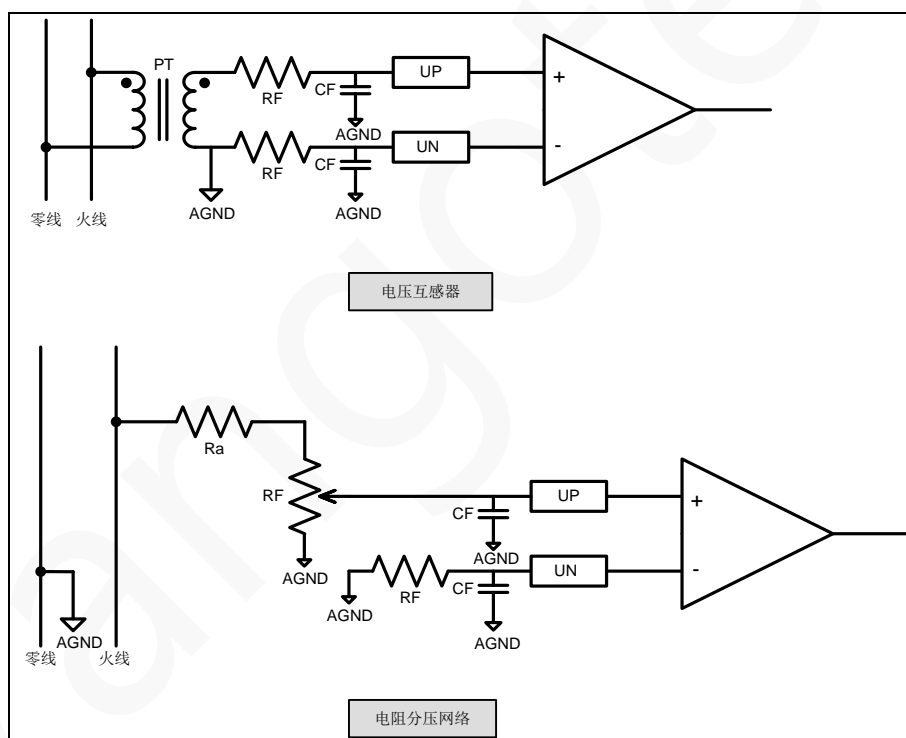 PT
RF
CF
UP
+
AGND
RF
CF
UN
-
AGND
AGND
零线 火线
电压互感器
Ra
RF
CF
UP
+
AGND
AGND
RF
CF
UN
-
AGND
AGND
AGND
零线 火线
电阻分压网络